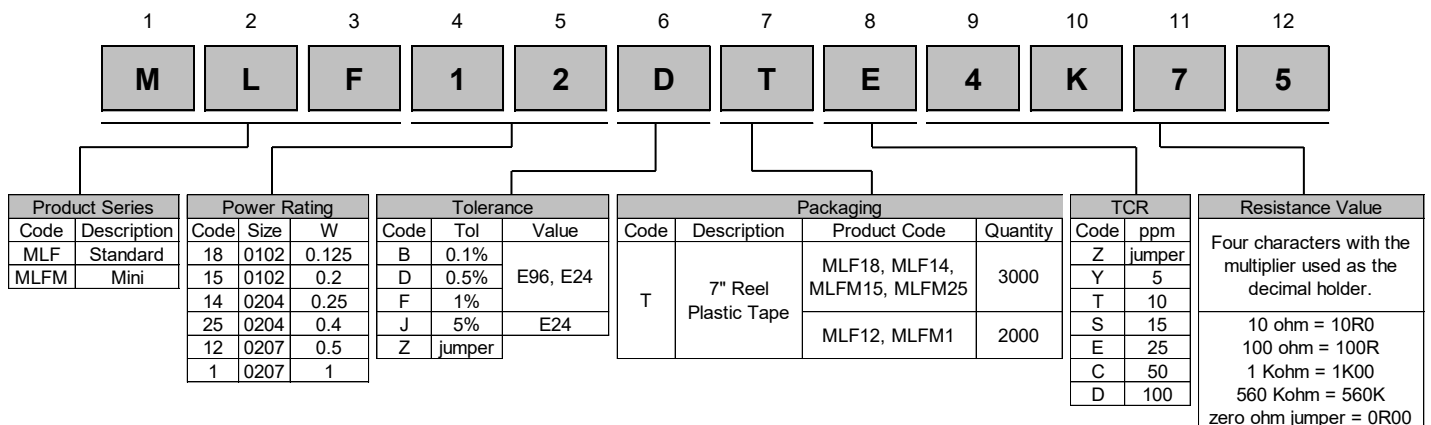 1 2 3 4 5 6 7 8 9 10 11 12
M L F 1 2 D T E 4 K 7 5
Product Series
Code Description
MLF Standard
MLFM Mini
Power Rating
Code Size W
18 0102 0.125
15 0102 0.2
14 0204 0.25
25 0204 0.4
12 0207 0.5
1 0207 1
Tolerance
Code Tol Value
B 0.1%
D 0.5%
F 1%
E96, E24
J 5% E24
Z jumper
Packaging
Code Description Product Code Quantity
T
7" Reel
Plastic Tape
MLF18, MLF14,
MLFM15, MLFM25
3000
MLF12, MLFM1 2000
TCR
Code ppm
Z jumper
Y 5
T 10
S 15
E 25
C 50
D 100
Resistance Value
Four characters with the
multiplier used as the
decimal holder.
10 ohm = 10R0
100 ohm = 100R
1 Kohm = 1K00
560 Kohm = 560K
zero ohm jumper = 0R00